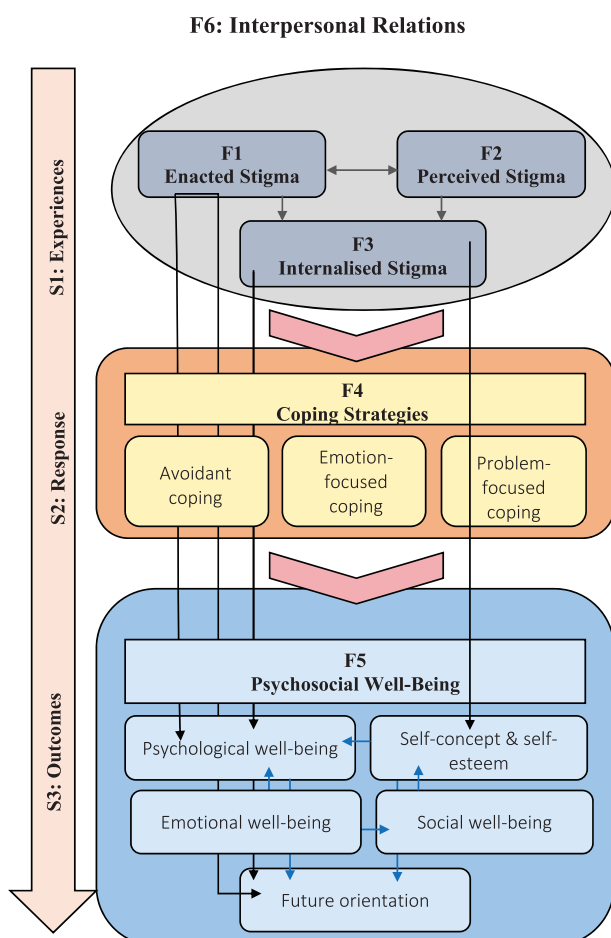 F6: Interpersonal Relations
S1: Experiences
F1
Enacted Stigma
F2
Perceived Stigma
F3
Internalised Stigma
S2: Response
F4
Coping Strategies
Avoidant
coping
Emotion-
focused
coping
Problem-
focused
coping
S3: Outcomes
F5
Psychosocial Well-Being
Psychological well-being
Self-concept & self-
esteem
Emotional well-being
Social well-being
Future orientation